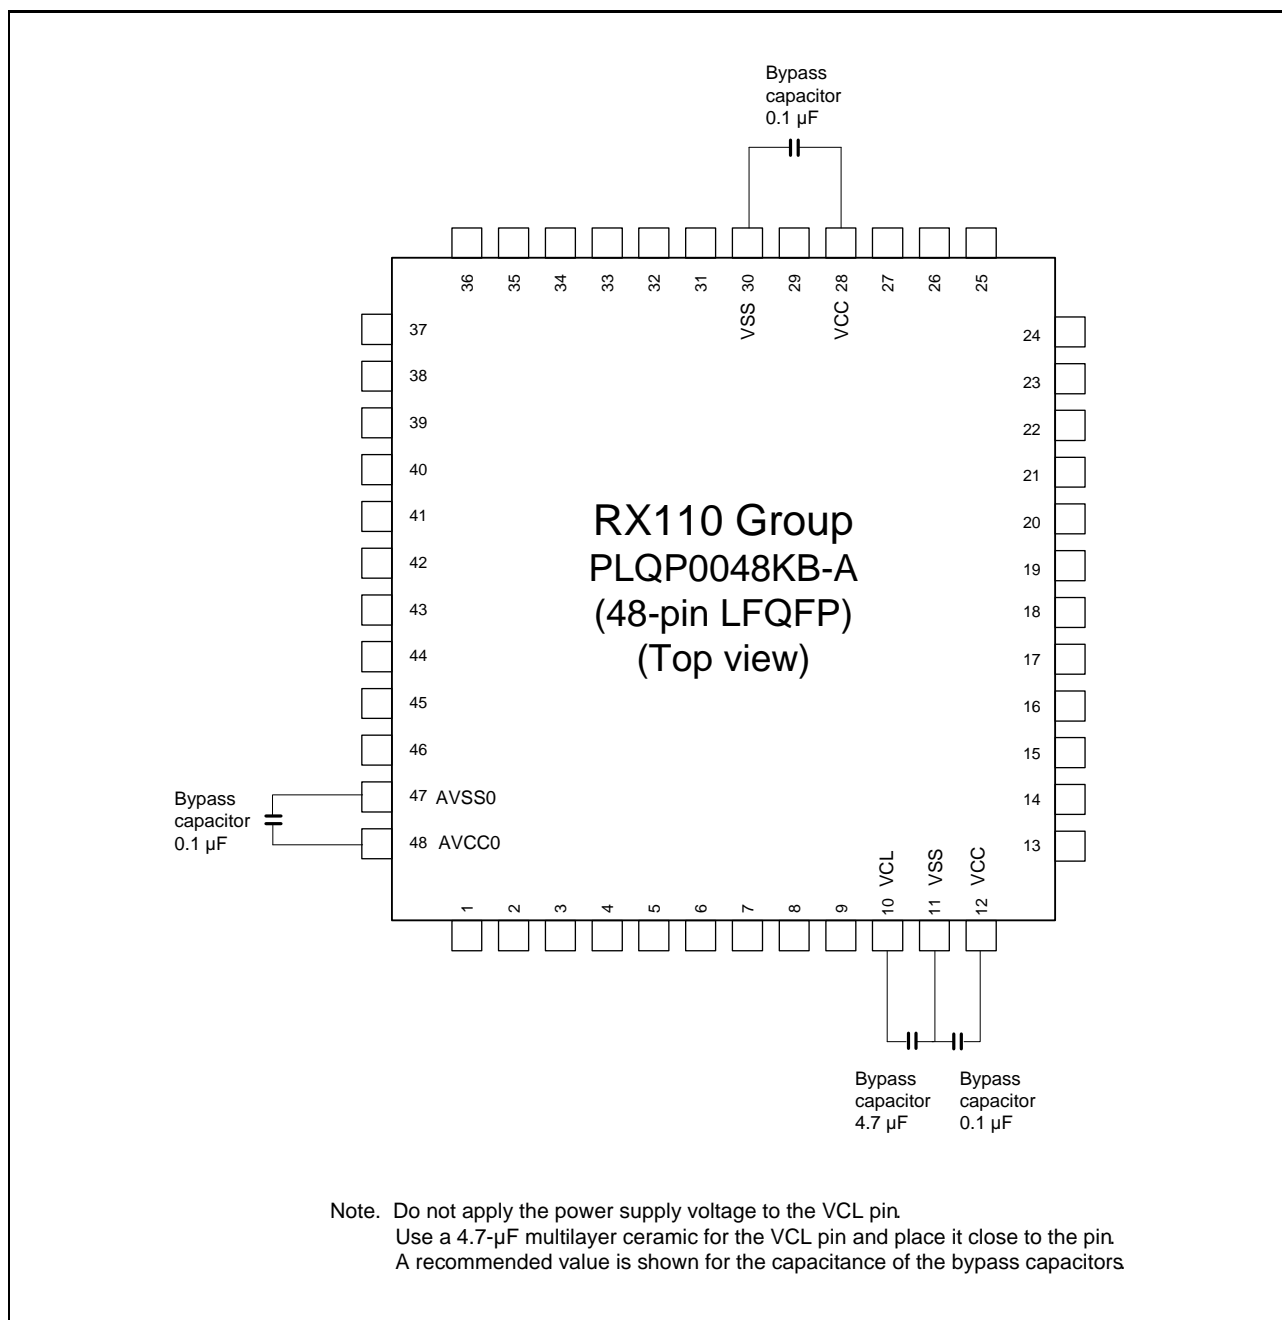 Bypass
capacitor
0.1 µF
36
35
34
33
32
31
30
29
28
27
26
25
VSS
VCC
37
38
39
40
41
42
43
44
45
46
47 AVSS0
48 AVCC0
24
23
22
21
20
19
18
17
16
15
14
13
RX110 Group
PLQP0048KB-A
(48-pin LFQFP)
(Top view)
Bypass
capacitor
0.1 µF
1
2
3
4
5
6
7
8
9
10 VCL
11 VSS
12 VCC
Bypass
capacitor
4.7 µF
Bypass
capacitor
0.1 µF
Note. Do not apply the power supply voltage to the VCL pin.
Use a 4.7-µF multilayer ceramic for the VCL pin and place it close to the pin.
A recommended value is shown for the capacitance of the bypass capacitors.